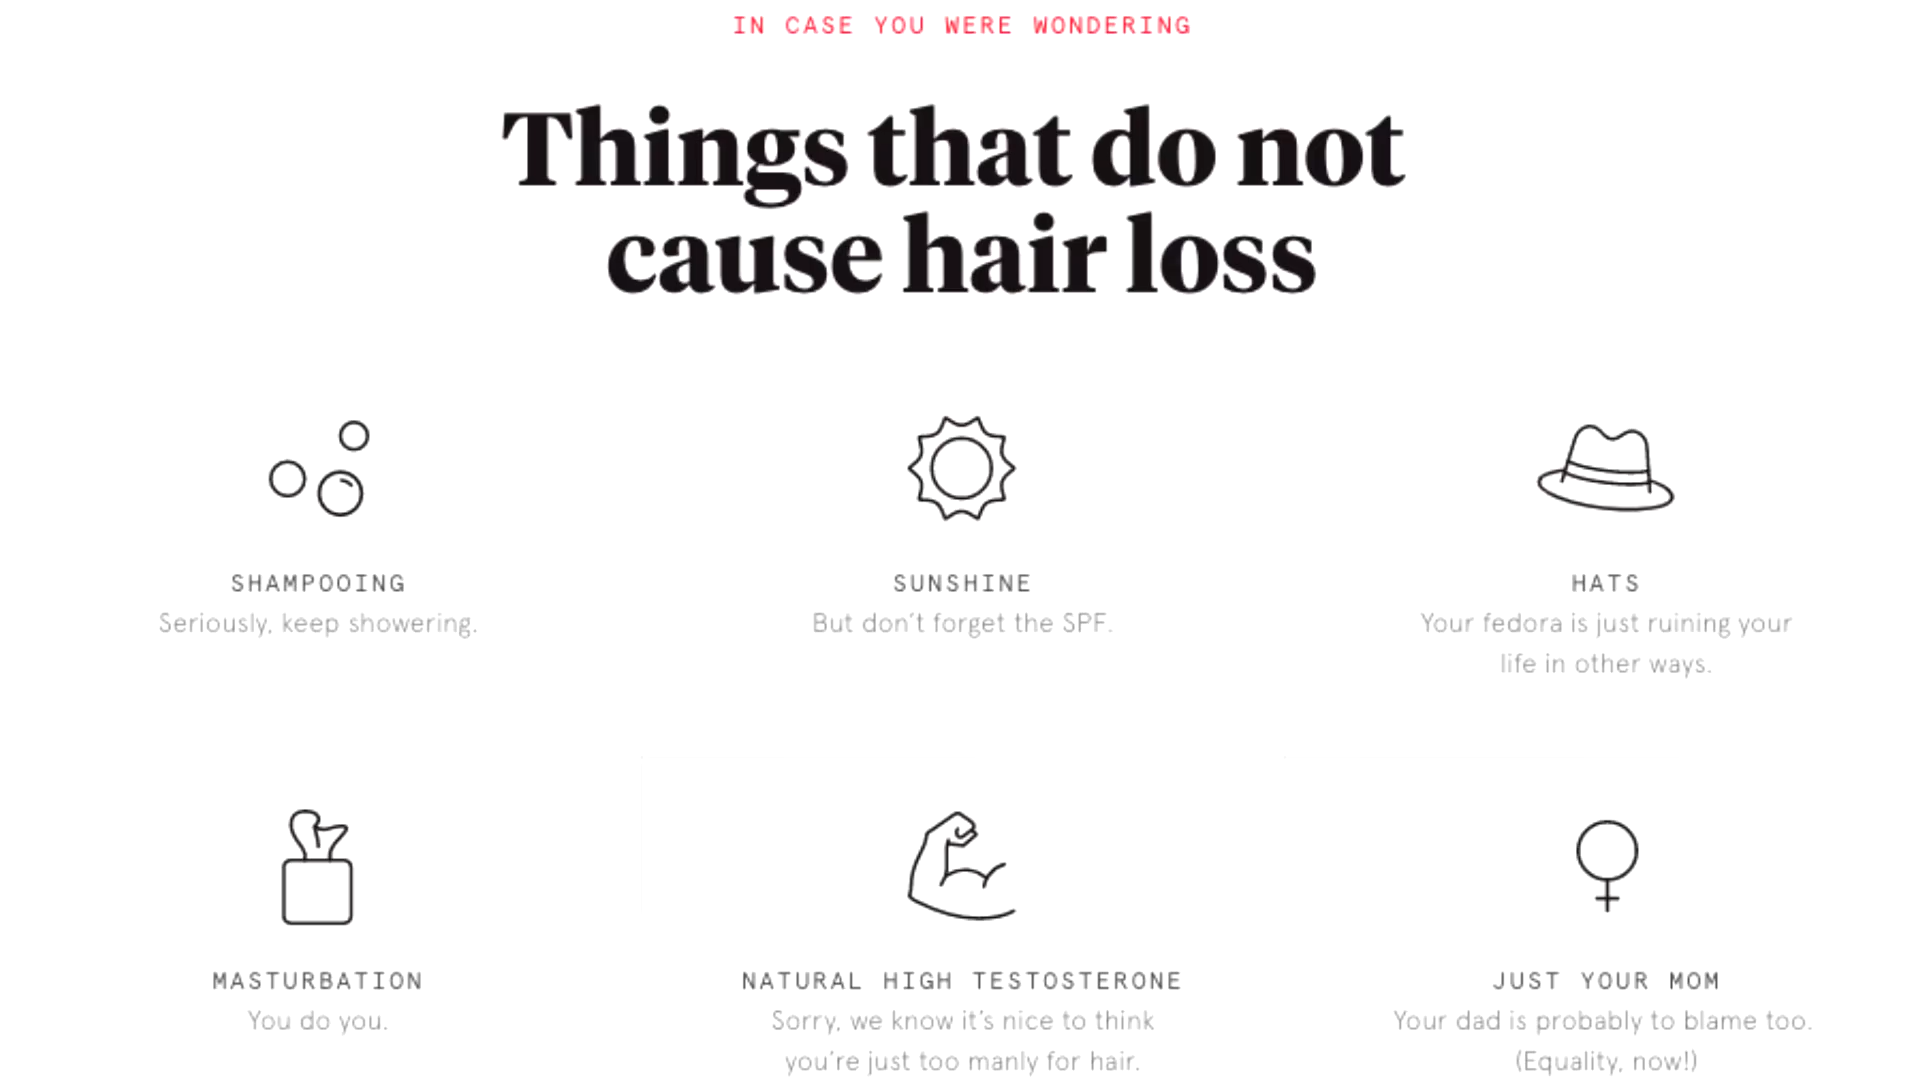 IN CASE YOU WERE WONDERING
Things that do not
cause hair loss
SHAMPOOING
Seriously, keep showering.
SUNSHINE
But don't forget the SPF.
HATS
Your fedora is just ruining your
life in other ways.
MASTURBATION
You do you.
NATURAL HIGH TESTOSTERONE
Sorry, we know it's nice to think
you're just too manly for hair.
JUST YOUR MOM
Your dad is probably to blame too.
(Equality, now!)